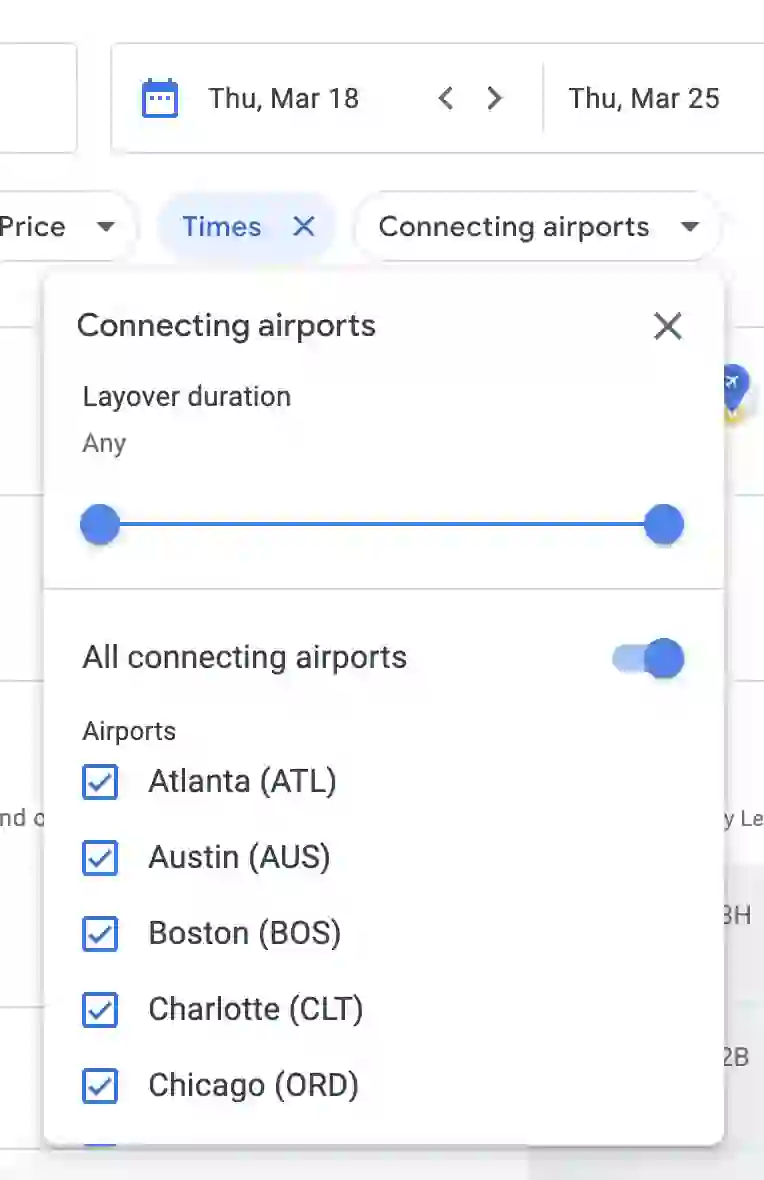 Thu, Mar 18 Thu, Mar 25
Price Times Connecting airports
Connecting airports
Layover duration
Any
All connecting airports
Airports
Atlanta (ATL)
nd y Le
Austin (AUS)
Boston (BOS) 3H
Charlotte (CLT)
2B
Chicago (ORD)